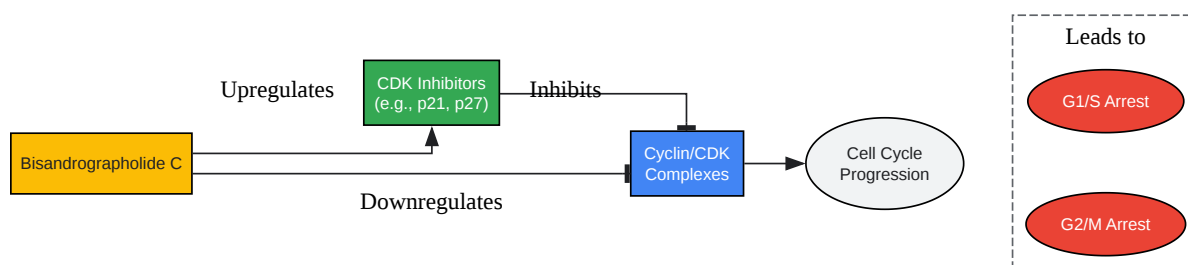 Leads to
Upregulates
CDK Inhibitors
(e.g., p21, p27)
Inhibits
G1/S Arrest
Bisandrographolide C
Cyclin/CDK
Complexes
Cell Cycle
Progression
Downregulates
G2/M Arrest